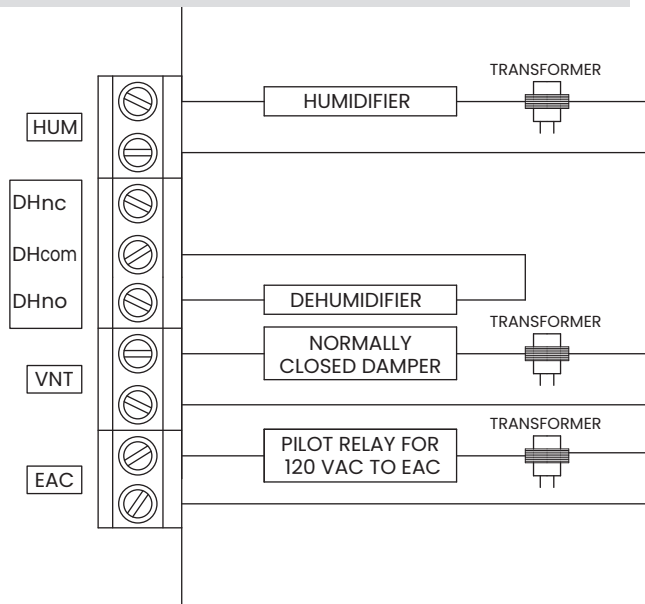 TRANSFORMER
HUMIDIFIER
HUM
DHnc
DHcom
DHno
DEHUMIDIFIER
TRANSFORMER
NORMALLY
CLOSED DAMPER
VNT
TRANSFORMER
PILOT RELAY FOR
120 VAC TO EAC
EAC